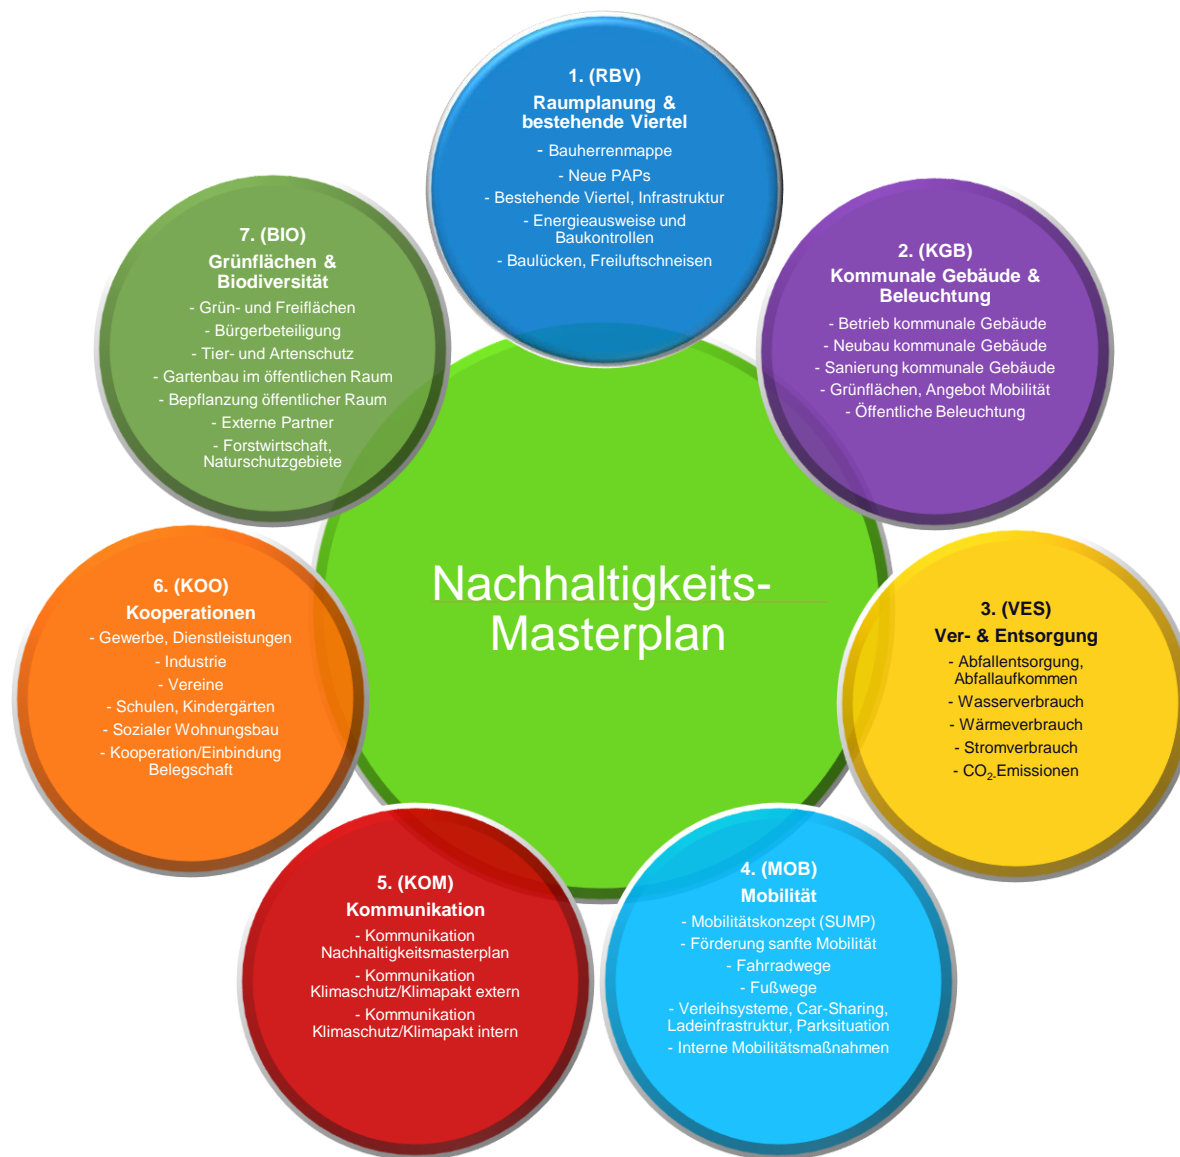 1. (RBV)
Raumplanung &
bestehende Viertel
- Bauherrenmappe
- Neue PAPs
- Bestehende Viertel, Infrastruktur
- Energieausweise und
Baukontrollen
- Baulücken, Freiluftschneisen
2. (KGB)
Kommunale Gebäude &
Beleuchtung
- Betrieb kommunale Gebäude
- Neubau kommunale Gebäude
- Sanierung kommunale Gebäude
- Grünflächen, Angebot Mobilität
- Öffentliche Beleuchtung
3. (VES)
Ver- & Entsorgung
- Abfallentsorgung,
Abfallaufkommen
- Wasserverbrauch
- Wärmeverbrauch
- Stromverbrauch
- CO₂-Emissionen
4. (MOB)
Mobilität
- Mobilitätskonzept (SUMP)
- Förderung sanfte Mobilität
- Fahrradwege
- Fußwege
- Verleihsysteme, Car-Sharing,
Ladeinfrastruktur, Parksituation
- Interne Mobilitätsmaßnahmen
5. (KOM)
Kommunikation
- Kommunikation
Nachhaltigkeitsmasterplan
- Kommunikation
Klimaschutz/Klimapakt extern
- Kommunikation
Klimaschutz/Klimapakt intern
6. (KOO)
Kooperationen
- Gewerbe, Dienstleistungen
- Industrie
- Vereine
- Schulen, Kindergärten
- Sozialer Wohnungsbau
- Kooperation/Einbindung
Belegschaft
7. (BIO)
Grünflächen &
Biodiversität
- Grün- und Freiflächen
- Bürgerbeteiligung
- Tier- und Artenschutz
- Gartenbau im öffentlichen Raum
- Bepflanzung öffentlicher Raum
- Externe Partner
- Forstwirtschaft,
Naturschutzgebiete
Nachhaltigkeits-
Masterplan